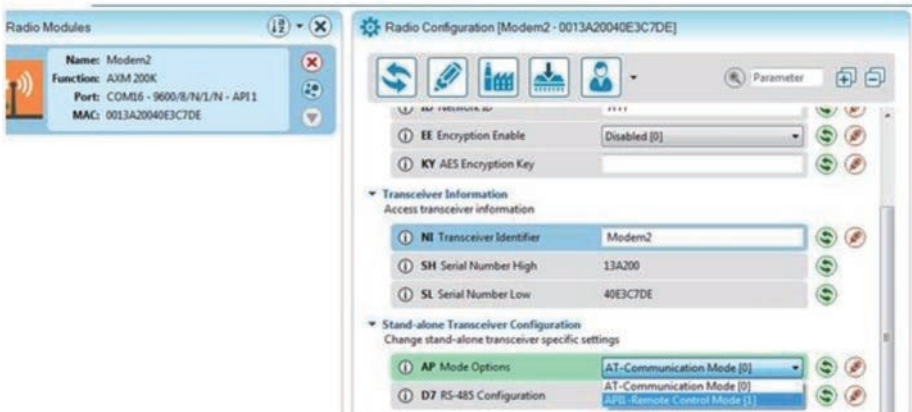 Radio Modules
Name: Modem2
Function: AXM 200K
Port: COM16 - 9600/8/N/1/N - API 1
MAC: 0013A20040E3C7DE
Radio Configuration [Modem2 - 0013A20040E3C7DE]
Parameter
ID Network ID
EE Encryption Enable Disabled [0]
KY AES Encryption Key
Transceiver Information
Access transceiver information
NI Transceiver Identifier Modem2
SH Serial Number High 13A200
SL Serial Number Low 40E3C7DE
Stand-alone Transceiver Configuration
Change stand-alone transceiver specific settings
AP Mode Options AT-Communication Mode [0]
AT-Communication Mode [0]
D7 RS-485 Configuration API1-Remote Control Mode [1]